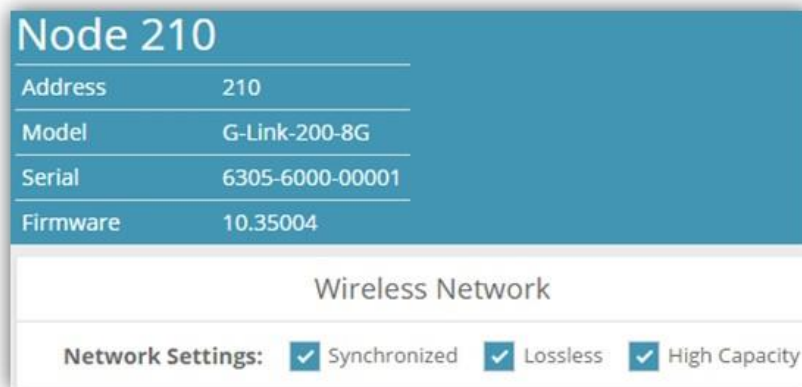 Node 210
Address 210
Model G-Link-200-8G
Serial 6305-6000-00001
Firmware 10.35004
Wireless Network
Network Settings: Synchronized Lossless High Capacity